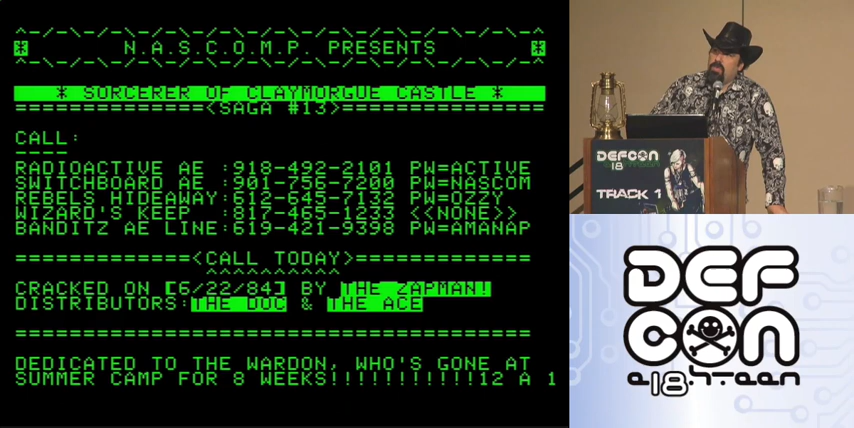 ^-/-\-/-\-/-\-/-\-/-\-/-\-/-\-/-\-^
* N.A.S.C.O.M.P. PRESENTS *
^-/-\-/-\-/-\-/-\-/-\-/-\-/-\-/-\-^
* SORCERER OF CLAYMORGUE CASTLE *
==============<SAGA #13>===============
CALL:
----
RADIOACTIVE AE :918-492-2101 PW=ACTIVE
SWITCHBOARD AE :901-756-7200 PW=NASCOM
REBELS HIDEAWAY:612-645-7132 PW=OZZY
WIZARD'S KEEP :817-465-1233 <<NONE>>
BANDITZ AE LINE:619-421-9398 PW=AMANAP
=============<CALL TODAY>=============
^^^^^^^^^^
CRACKED ON [6/22/84] BY THE ZAPMAN!
DISTRIBUTORS:THE DOC & THE ACE
======================================
DEDICATED TO THE WARDON, WHO'S GONE AT
SUMMER CAMP FOR 8 WEEKS!!!!!!!!!!!12 A 1
DEFCON
18
TRACK 1
DEF
CON
e18hteen